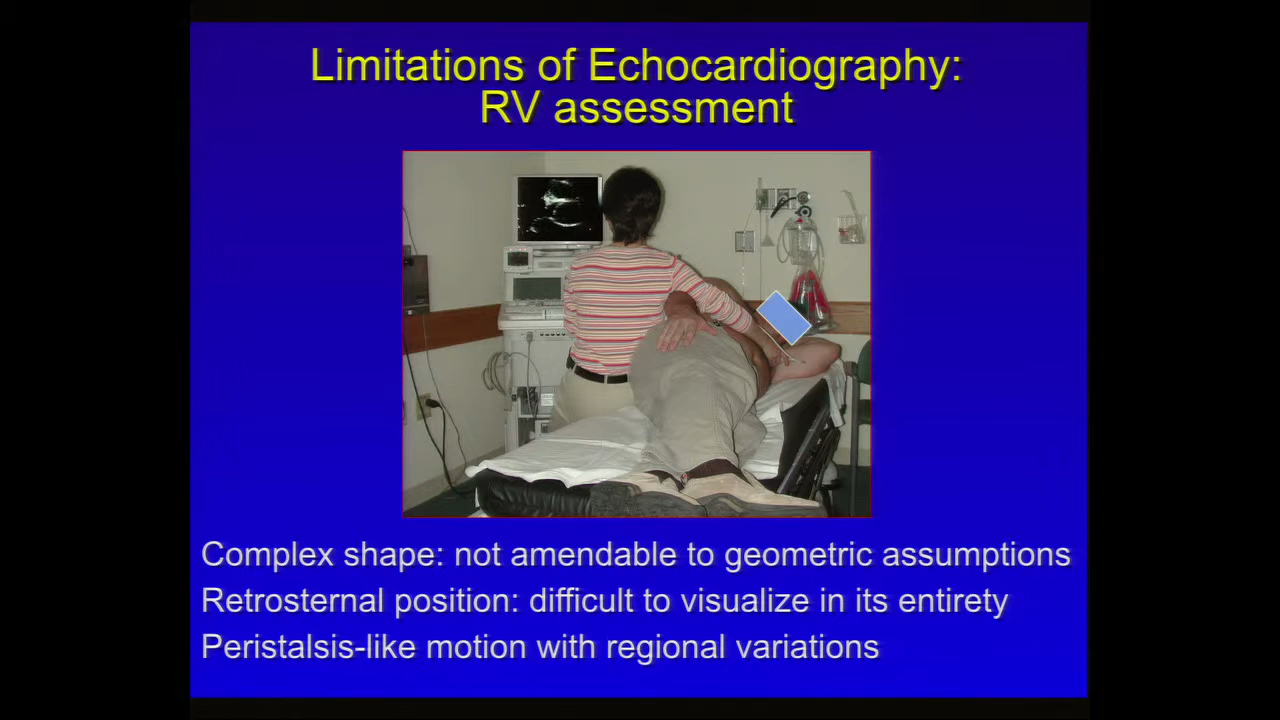 Limitations of Echocardiography:
RV assessment
Complex shape: not amendable to geometric assumptions
Retrosternal position: difficult to visualize in its entirety
Peristalsis-like motion with regional variations